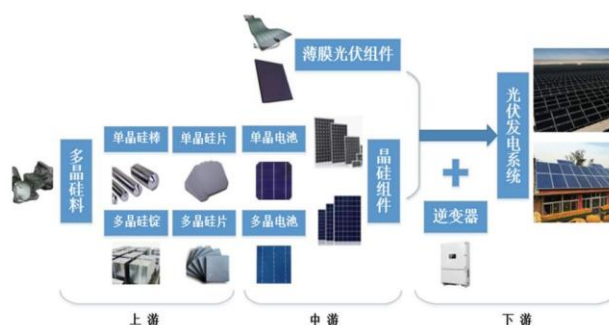 薄膜光伏组件
多晶硅料
单晶硅棒
单晶硅片
单晶电池
多晶硅锭
多晶硅片
多晶电池
晶硅组件
逆变器
光伏发电系统
上游
中游
下游